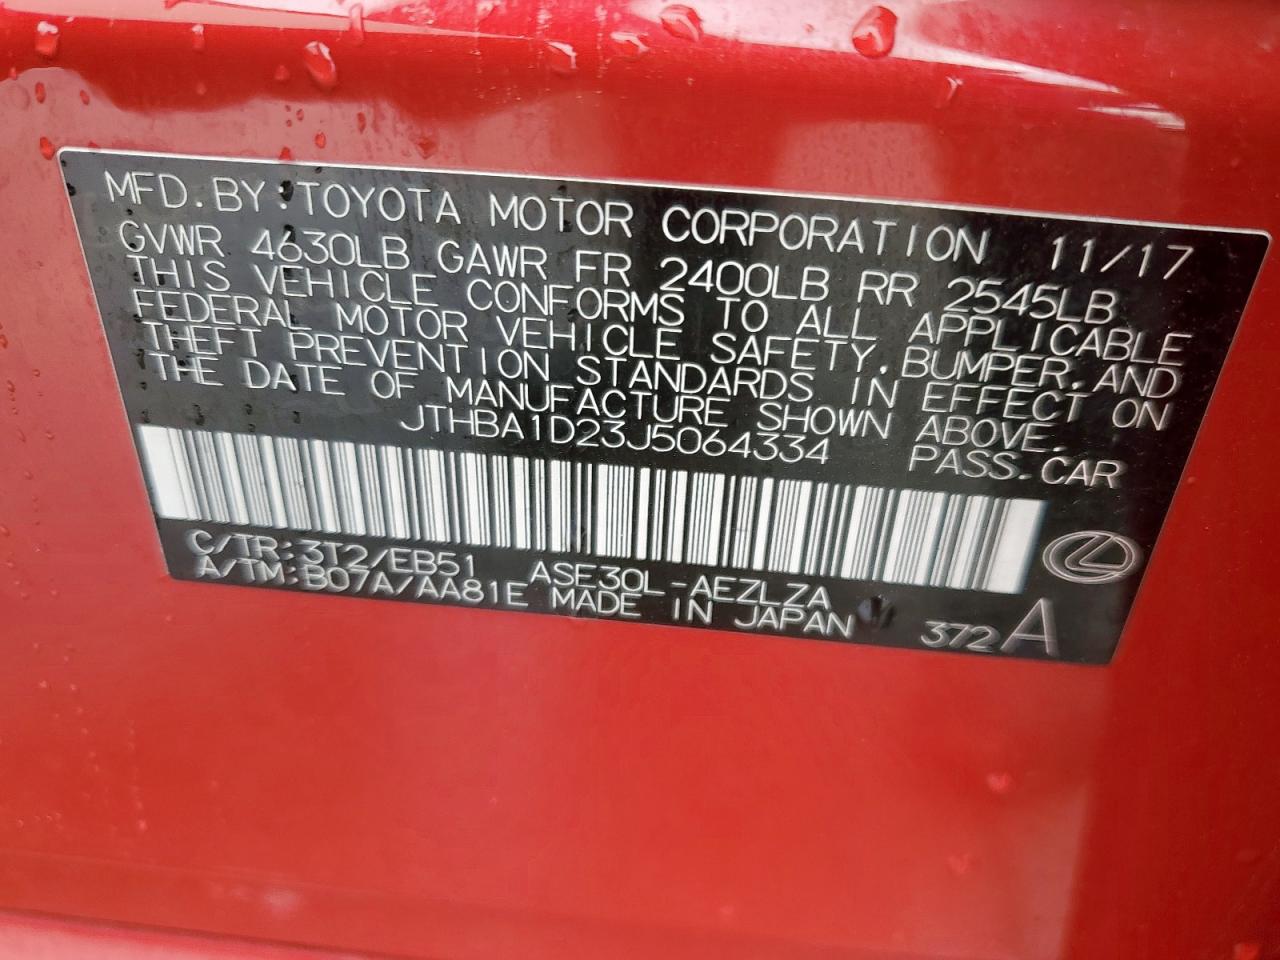 MFD.BY:TOYOTA MOTOR CORPORATION 11/17
GVWR 4630LB GAWR FR 2400LB RR 2545LB
THIS VEHICLE CONFORMS TO ALL APPLICABLE
FEDERAL MOTOR VEHICLE SAFETY,BUMPER,AND
THEFT PREVENTION STANDARDS IN EFFECT ON
THE DATE OF MANUFACTURE SHOWN ABOVE.
JTHBA1D23J5064334 PASS.CAR
C/TR:3T2/EB51 ASE30L-AEZLZA
A/TM:B07A/AA81E MADE IN JAPAN 372 A